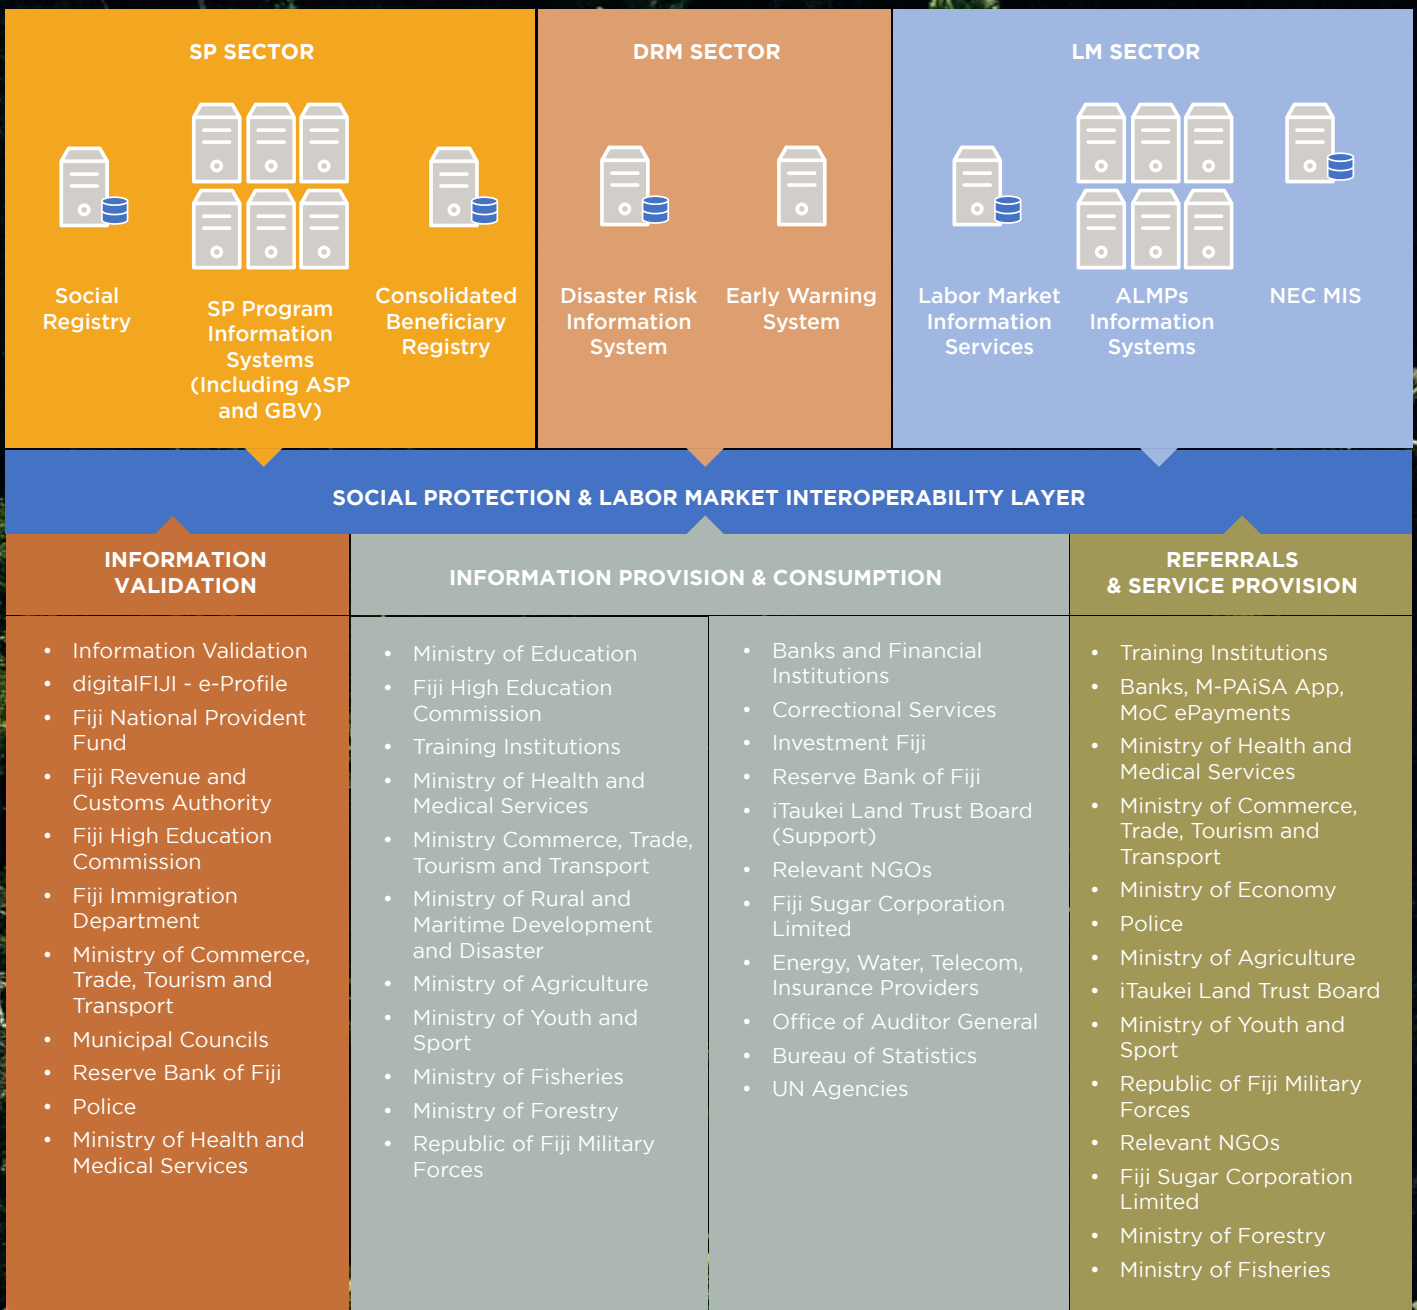 SP SECTOR
Social
Registry
SP Program
Information
Systems
(Including ASP
and GBV)
Consolidated
Beneficiary
Registry
DRM SECTOR
Disaster Risk
Information
System
Early Warning
System
LM SECTOR
Labor Market
Information
Services
ALMPs
Information
Systems
NEC MIS
SOCIAL PROTECTION & LABOR MARKET INTEROPERABILITY LAYER
INFORMATION
VALIDATION
• Information Validation
• digitalFIJI - e-Profile
• Fiji National Provident
Fund
• Fiji Revenue and
Customs Authority
• Fiji High Education
Commission
• Fiji Immigration
Department
• Ministry of Commerce,
Trade, Tourism and
Transport
• Municipal Councils
• Reserve Bank of Fiji
• Police
• Ministry of Health and
Medical Services
INFORMATION PROVISION & CONSUMPTION
• Ministry of Education
• Fiji High Education
Commission
• Training Institutions
• Ministry of Health and
Medical Services
• Ministry Commerce, Trade,
Tourism and Transport
• Ministry of Rural and
Maritime Development
and Disaster
• Ministry of Agriculture
• Ministry of Youth and
Sport
• Ministry of Fisheries
• Ministry of Forestry
• Republic of Fiji Military
Forces
• Banks and Financial
Institutions
• Correctional Services
• Investment Fiji
• Reserve Bank of Fiji
• iTaukei Land Trust Board
(Support)
• Relevant NGOs
• Fiji Sugar Corporation
Limited
• Energy, Water, Telecom,
Insurance Providers
• Office of Auditor General
• Bureau of Statistics
• UN Agencies
REFERRALS
& SERVICE PROVISION
• Training Institutions
• Banks, M-PAiSA App,
MoC ePayments
• Ministry of Health and
Medical Services
• Ministry of Commerce,
Trade, Tourism and
Transport
• Ministry of Economy
• Police
• Ministry of Agriculture
• iTaukei Land Trust Board
• Ministry of Youth and
Sport
• Republic of Fiji Military
Forces
• Relevant NGOs
• Fiji Sugar Corporation
Limited
• Ministry of Forestry
• Ministry of Fisheries